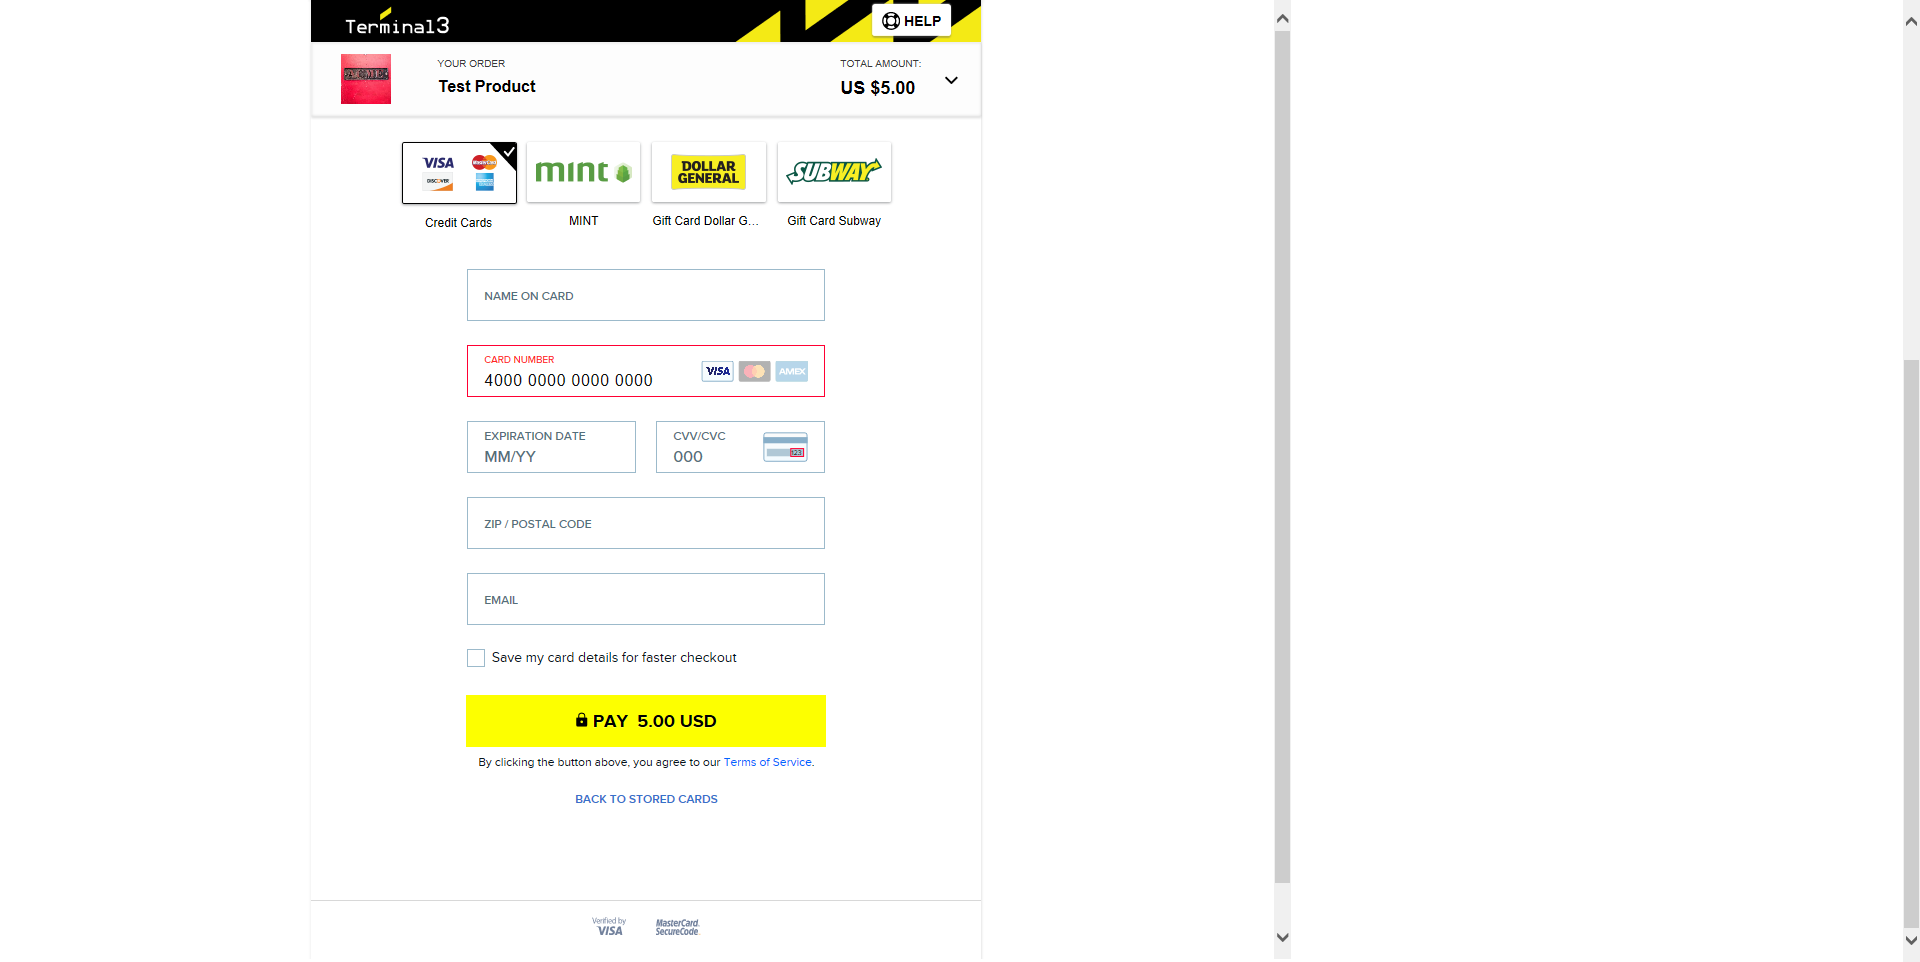 Terminal3
HELP
YOUR ORDER
Test Product
TOTAL AMOUNT:
US $5.00
VISA
MasterCard
DISCOVER
mint
DOLLAR
GENERAL
SUBWAY
Credit Cards
MINT
Gift Card Dollar G...
Gift Card Subway
NAME ON CARD
CARD NUMBER
4000 0000 0000 0000
VISA
AMEX
EXPIRATION DATE
MM/YY
CVV/CVC
000
123
ZIP / POSTAL CODE
EMAIL
Save my card details for faster checkout
PAY 5.00 USD
By clicking the button above, you agree to our Terms of Service.
BACK TO STORED CARDS
Verified by
VISA
MasterCard.
SecureCode.